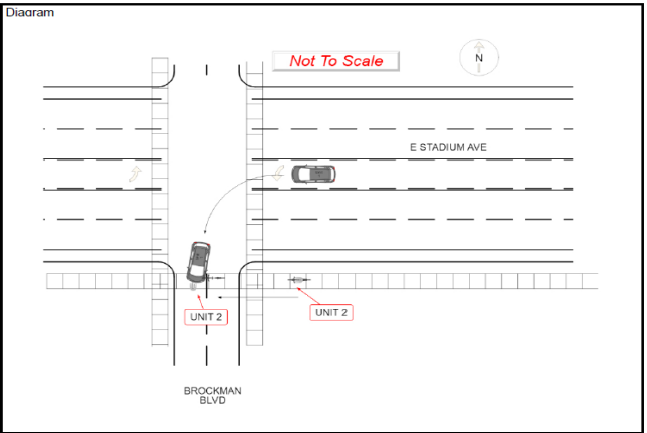 Diagram
Not To Scale
N
E STADIUM AVE
UNIT 2
UNIT 2
BROCKMAN
BLVD